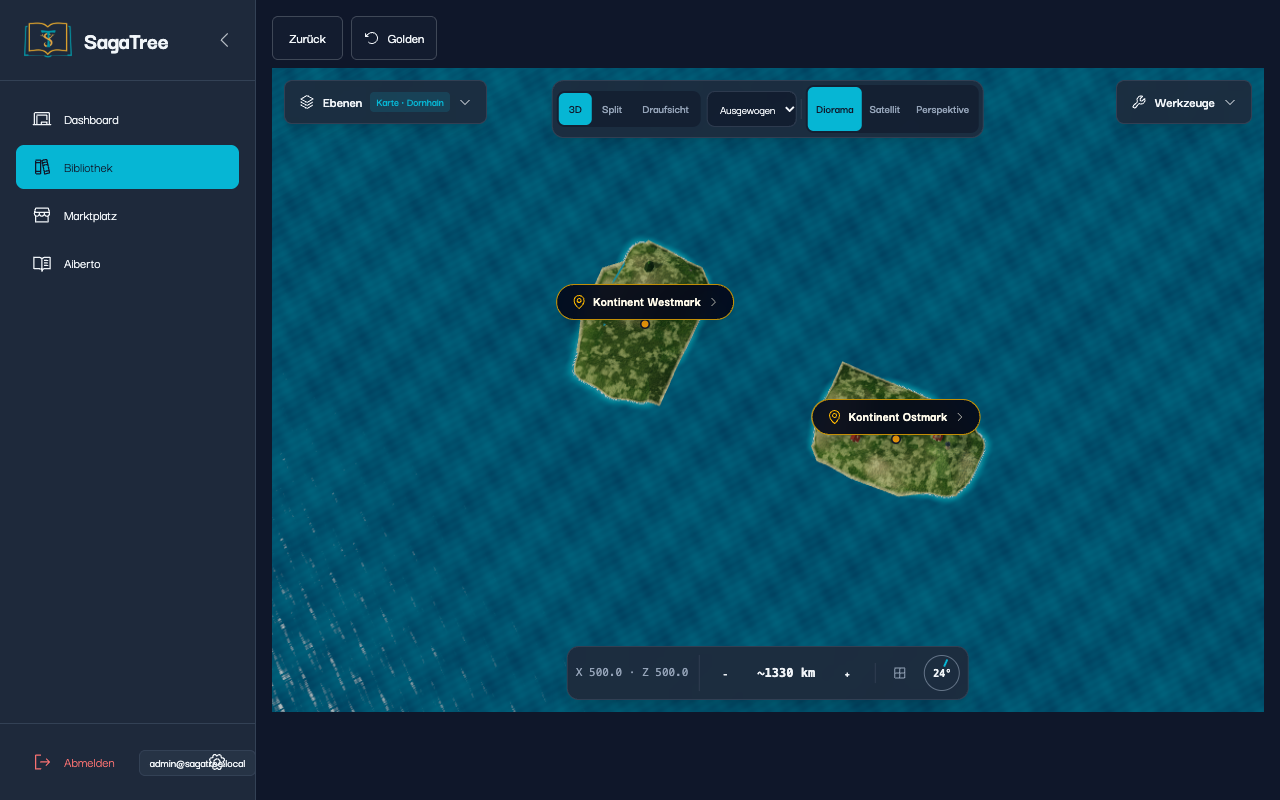 SagaTree
Dashboard
Bibliothek
Marktplatz
Alberto
Abmelden
Zurück
Golden
Ebenen
Karte · Dornhain
3D
Split
Draufsicht
Ausgewogen
Diorama
Satellit
Perspektive
Werkzeuge
Kontinent Westmark
Kontinent Ostmark
X 500.0 · Z 500.0
-
~1330 km
+
24°